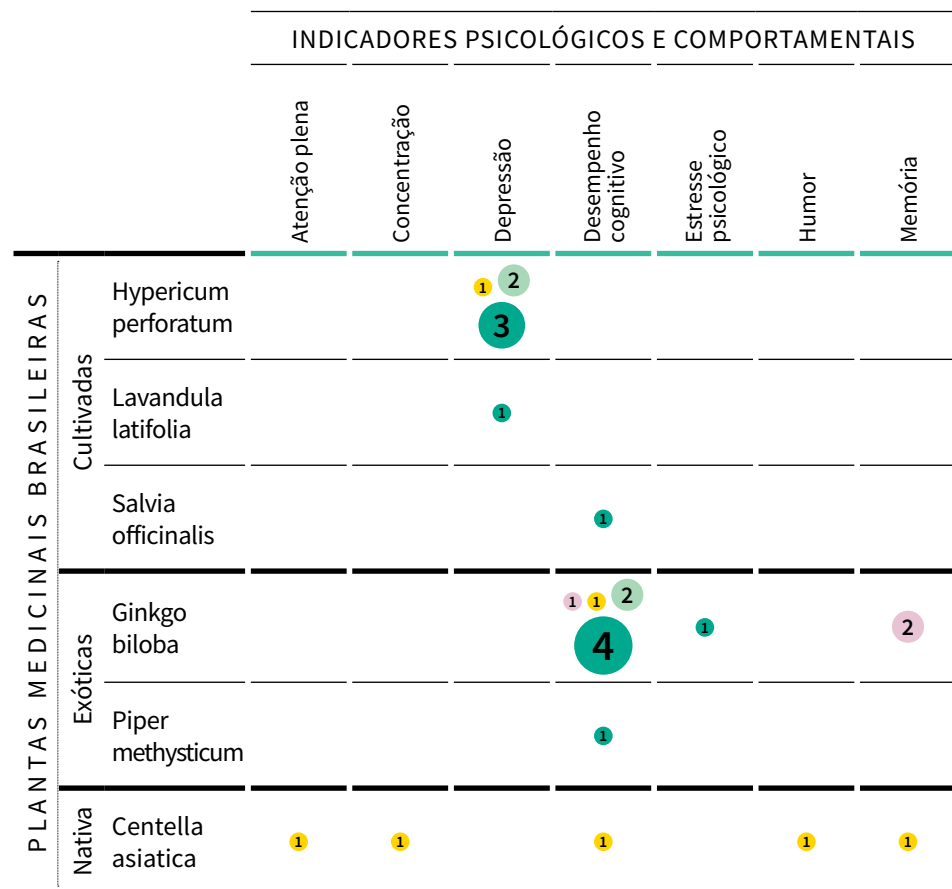 INDICADORES PSICOLÓGICOS E COMPORTAMENTAIS
Atenção plena
Concentração
Depressão
Desempenho
cognitivo
Estresse
psicológico
Humor
Memória
PLANTAS MEDICINAIS BRASILEIRAS
Cultivadas
Hypericum
perforatum
1
2
3
Lavandula
latifolia
1
Salvia
officinalis
1
Exóticas
Ginkgo
biloba
1
1
2
4
1
2
Piper
methysticum
1
Nativa
Centella
asiatica
1
1
1
1
1